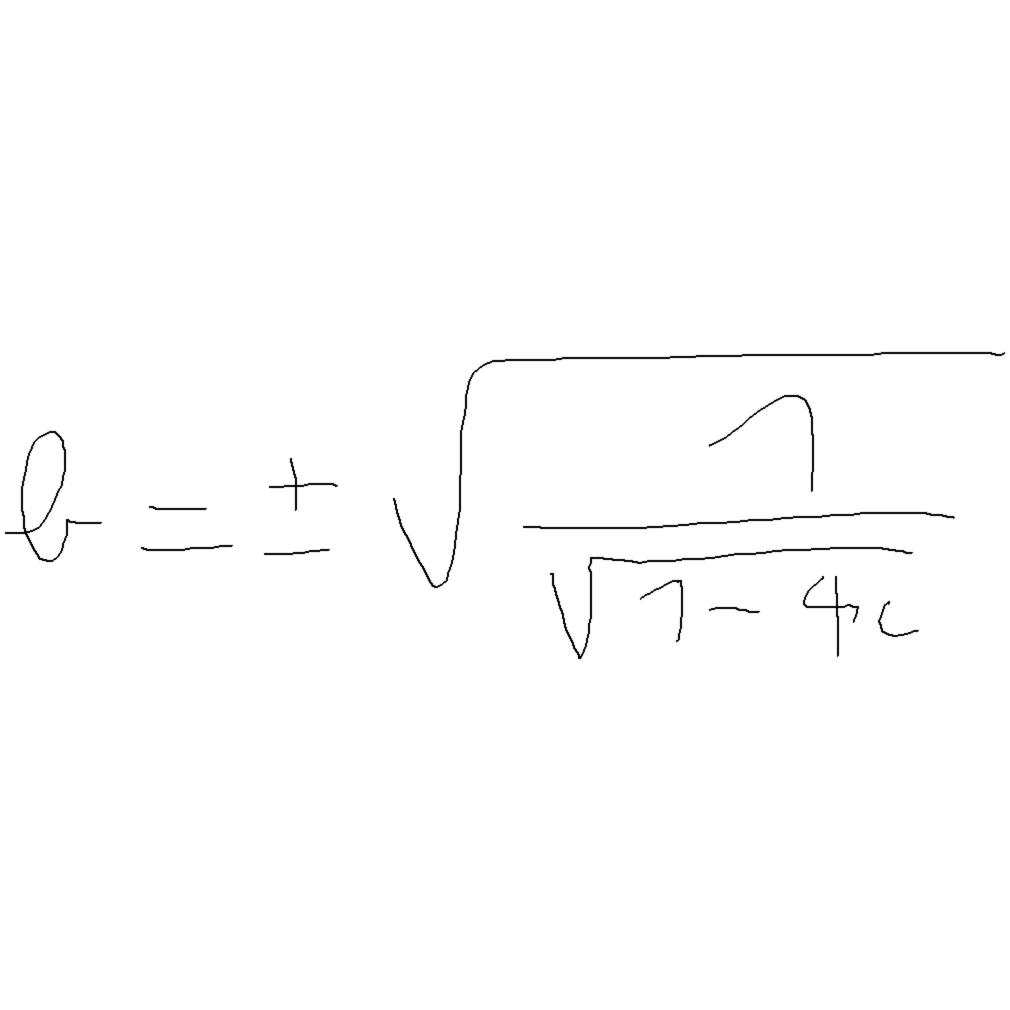 b = ± √(1/√(1-4c))